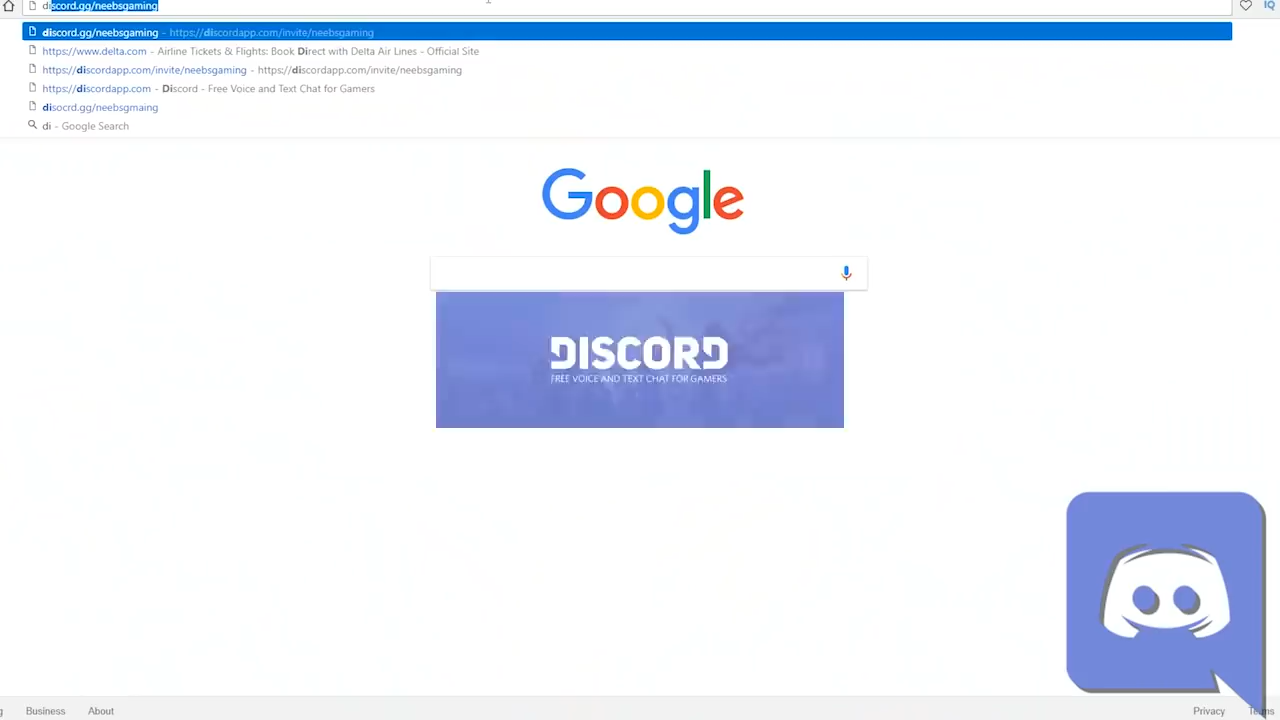 discord.gg/neebsgaming
discord.gg/neebsgaming - https://discordapp.com/invite/neebsgaming
https://www.delta.com - Airline Tickets & Flights: Book Direct with Delta Air Lines - Official Site
https://discordapp.com/invite/neebsgaming - https://discordapp.com/invite/neebsgaming
https://discordapp.com - Discord - Free Voice and Text Chat for Gamers
disocrd.gg/neebsgmaing
di - Google Search
IQ
Google
DISCORD
FREE VOICE AND TEXT CHAT FOR GAMERS
Business About Privacy Terms